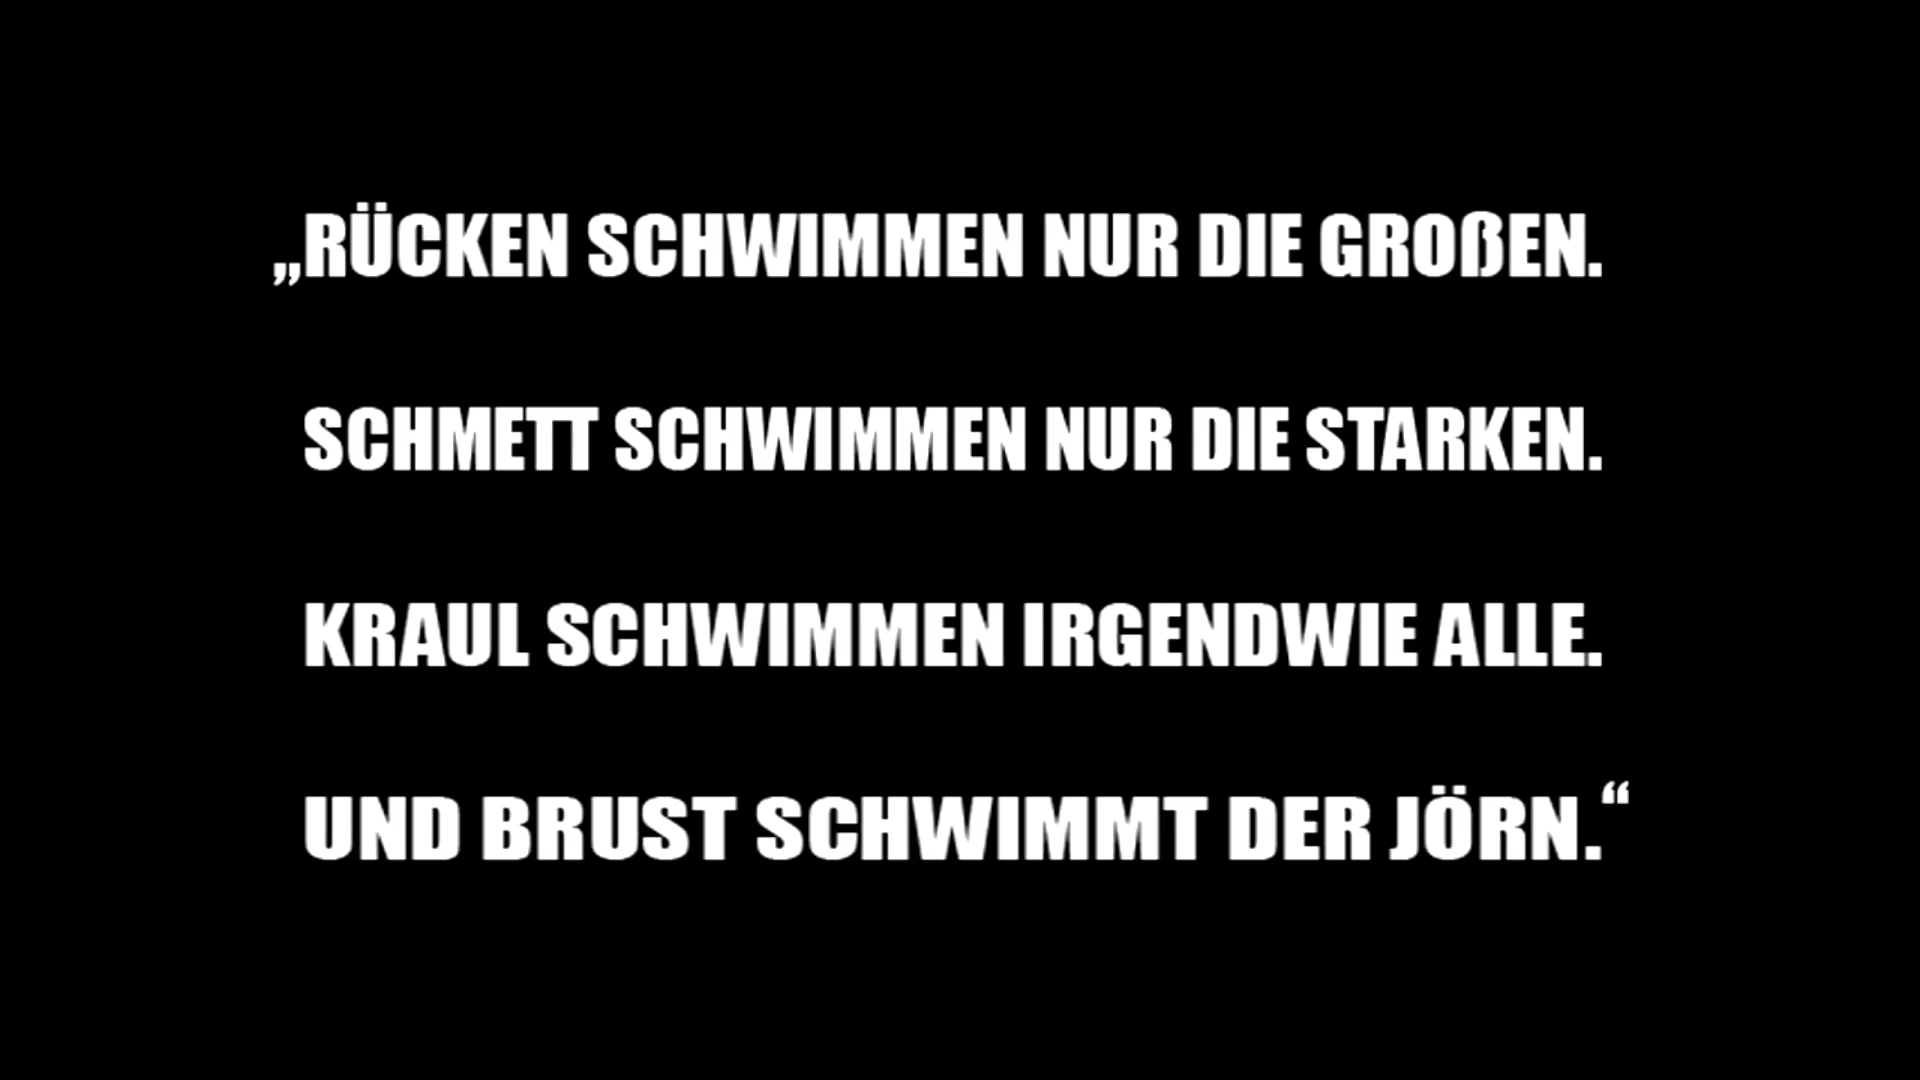 „RÜCKEN SCHWIMMEN NUR DIE GROßEN.
SCHMETT SCHWIMMEN NUR DIE STARKEN.
KRAUL SCHWIMMEN IRGENDWIE ALLE.
UND BRUST SCHWIMMT DER JÖRN.“